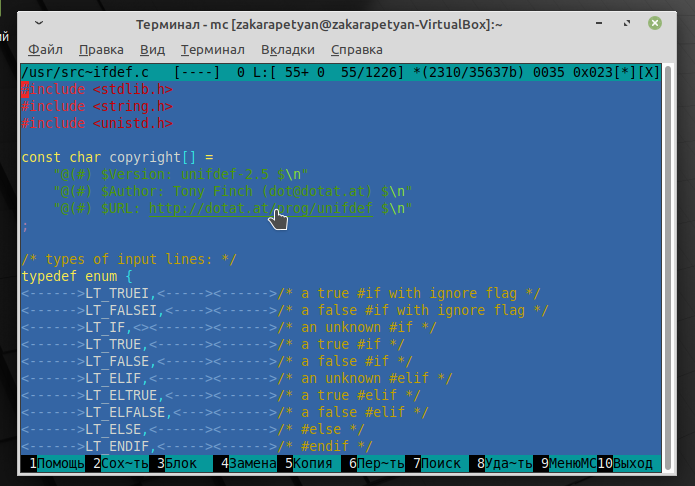 Терминал - mc [zakarapetyan@zakarapetyan-VirtualBox]:~
ий
Файл Правка Вид Терминал Вкладки Справка
/usr/src~ifdef.c [----] 0 L:[ 55+ 0 55/1226] *(2310/35637b) 0035 0x023[*][X]
#include <stdlib.h>
#include <string.h>
#include <unistd.h>
const char copyright[] =
"@(#) $Version: unifdef-2.5 $\n"
"@(#) $Author: Tony Finch (dot@dotat.at) $\n"
"@(#) $URL: http://dotat.at/prog/unifdef $\n"
;
/* types of input lines: */
typedef enum {
<------>LT_TRUEI,<-----><------>/* a true #if with ignore flag */
<------>LT_FALSEI,<----><------>/* a false #if with ignore flag */
<------>LT_IF,<><------><------>/* an unknown #if */
<------>LT_TRUE,<------><------>/* a true #if */
<------>LT_FALSE,<-----><------>/* a false #if */
<------>LT_ELIF,<------><------>/* an unknown #elif */
<------>LT_ELTRUE,<----><------>/* a true #elif */
<------>LT_ELFALSE,<---><------>/* a false #elif */
<------>LT_ELSE,<------><------>/* #else */
<------>LT_ENDIF,<-----><------>/* #endif */
1Помощь 2Сох~ть 3Блок 4Замена 5Копия 6Пер~ть 7Поиск 8Уда~ть 9МенюMC 10Выход